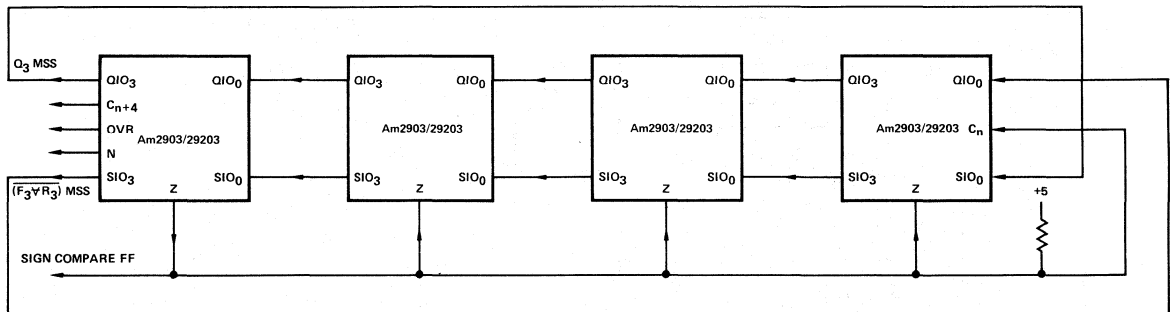 Q₃ MSS
QIO₃ QIO₀ QIO₃ QIO₀ QIO₃ QIO₀ QIO₃ QIO₀
Cₙ₊₄
OVR Am2903/29203 Am2903/29203 Am2903/29203 Am2903/29203 Cₙ
N
SIO₃ SIO₀ SIO₃ SIO₀ SIO₃ SIO₀ SIO₃ SIO₀
(F₃∀R₃) MSS Z Z Z Z +5
SIGN COMPARE FF